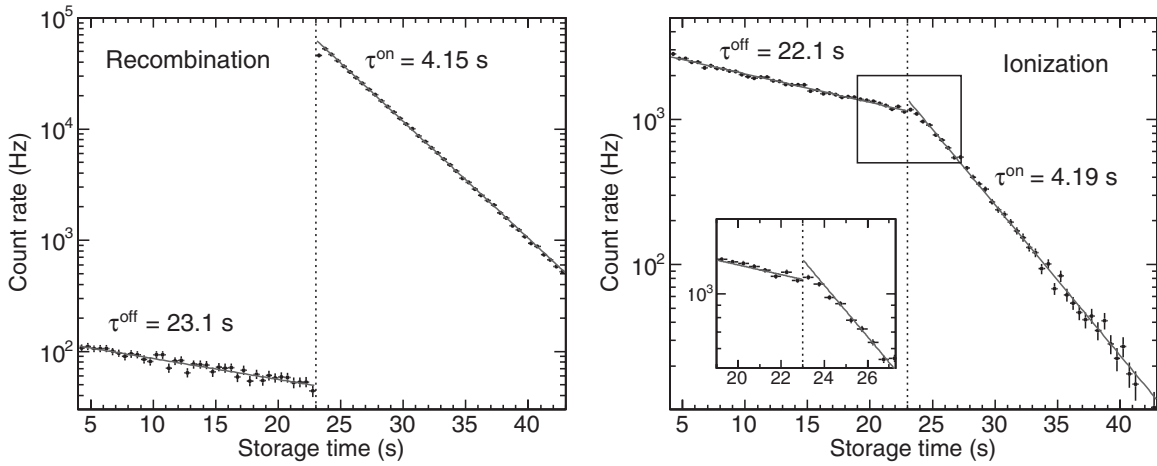 Recombination
τ^on = 4.15 s
τ^off = 23.1 s
Count rate (Hz)
10^5
10^4
10^3
10^2
5 10 15 20 25 30 35 40
Storage time (s)
τ^off = 22.1 s
Ionization
τ^on = 4.19 s
Count rate (Hz)
10^3
10^2
10^3
20 22 24 26
5 10 15 20 25 30 35 40
Storage time (s)